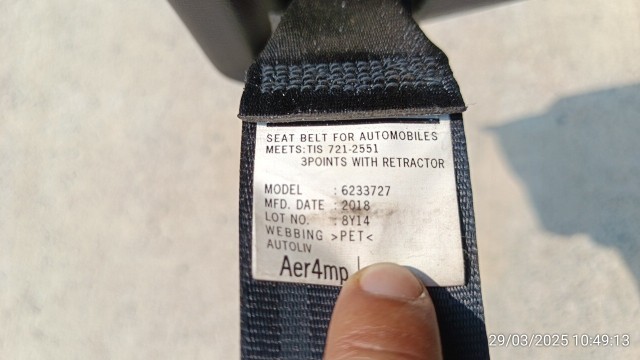 SEAT BELT FOR AUTOMOBILES
MEETS:TIS 721-2551
3POINTS WITH RETRACTOR
MODEL : 6233727
MFD. DATE : 2018
LOT NO. : 8Y14
WEBBING >PET<
AUTOLIV
Aer4mp
29/03/2025 10:49:13